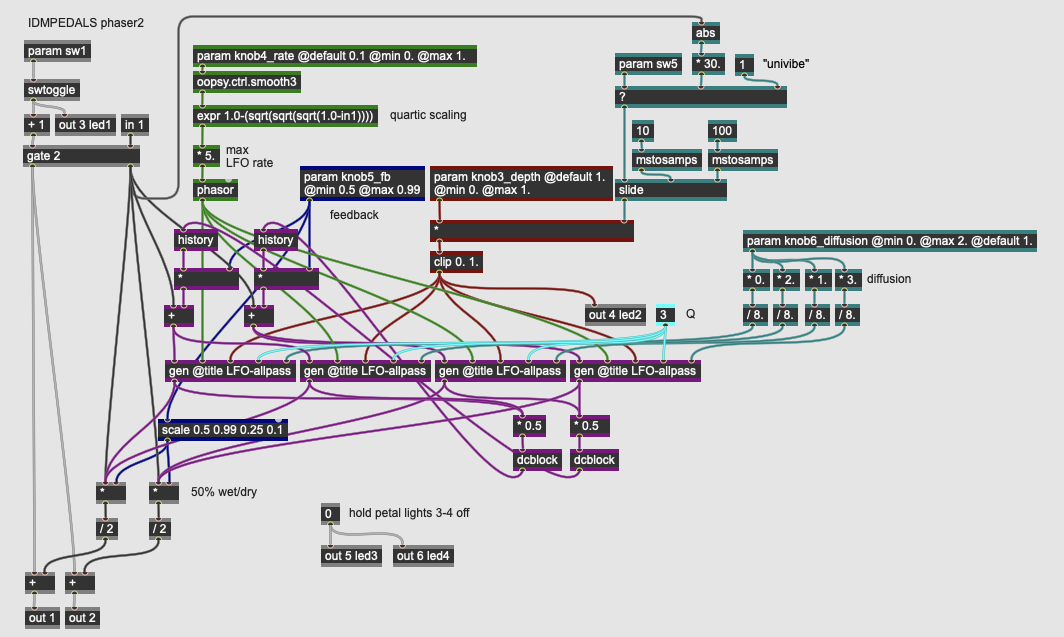 IDMPEDALS phaser2
param sw1
swtoggle
+ 1
out 3 led1
in 1
gate 2
param knob4_rate @default 0.1 @min 0. @max 1.
oopsy.ctrl.smooth3
expr 1.0-(sqrt(sqrt(sqrt(1.0-in1))))
quartic scaling
* 5.
max
LFO rate
phasor
abs
param sw5
* 30.
1
"univibe"
?
10
100
mstosamps
mstosamps
slide
param knob5_fb
@min 0.5 @max 0.99
feedback
param knob3_depth @default 1.
@min 0. @max 1.
*
clip 0. 1.
history
history
*
*
+
+
param knob6_diffusion @min 0. @max 2. @default 1.
* 0.
* 2.
* 1.
* 3.
diffusion
/ 8.
/ 8.
/ 8.
/ 8.
out 4 led2
3
Q
gen @title LFO-allpass
gen @title LFO-allpass
gen @title LFO-allpass
gen @title LFO-allpass
scale 0.5 0.99 0.25 0.1
* 0.5
* 0.5
dcblock
dcblock
*
*
50% wet/dry
/ 2
/ 2
0
hold petal lights 3-4 off
out 5 led3
out 6 led4
+
+
out 1
out 2